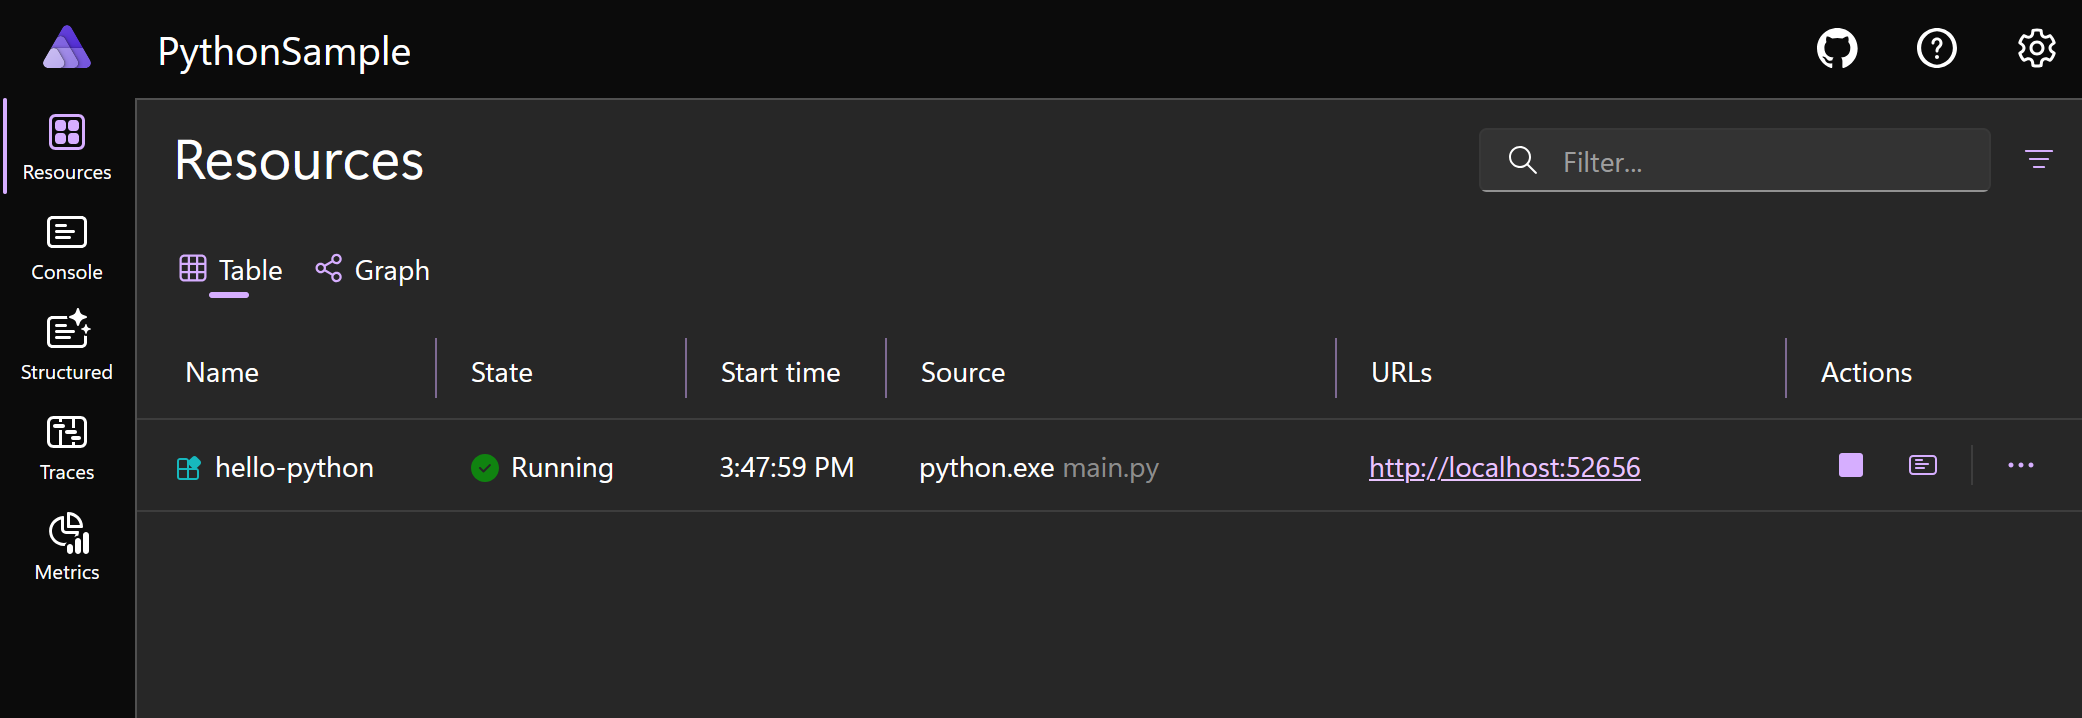 PythonSample
Resources
Console
Structured
Traces
Metrics
Resources
Filter...
Table Graph
Name State Start time Source URLs Actions
hello-python Running 3:47:59 PM python.exe main.py http://localhost:52656